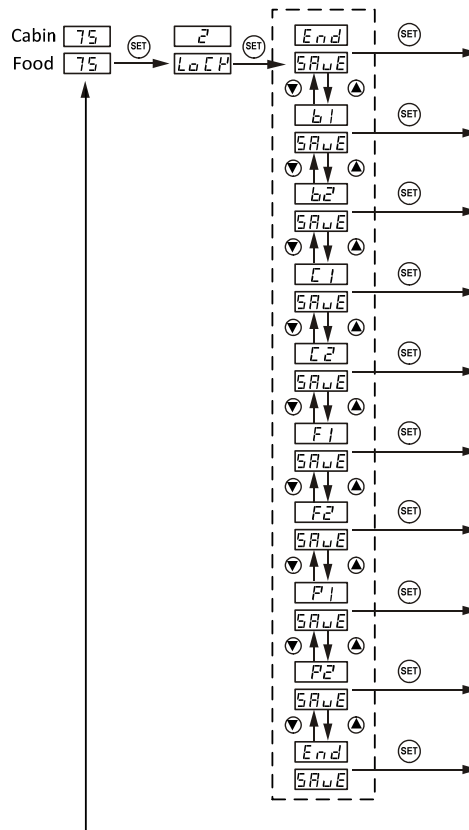 Cabin 75 SET 2 SET End SET
Food 75 LoCK SAvE
b1 SET
SAvE
b2 SET
SAvE
C1 SET
SAvE
C2 SET
SAvE
F1 SET
SAvE
F2 SET
SAvE
P1 SET
SAvE
P2 SET
SAvE
End SET
SAvE